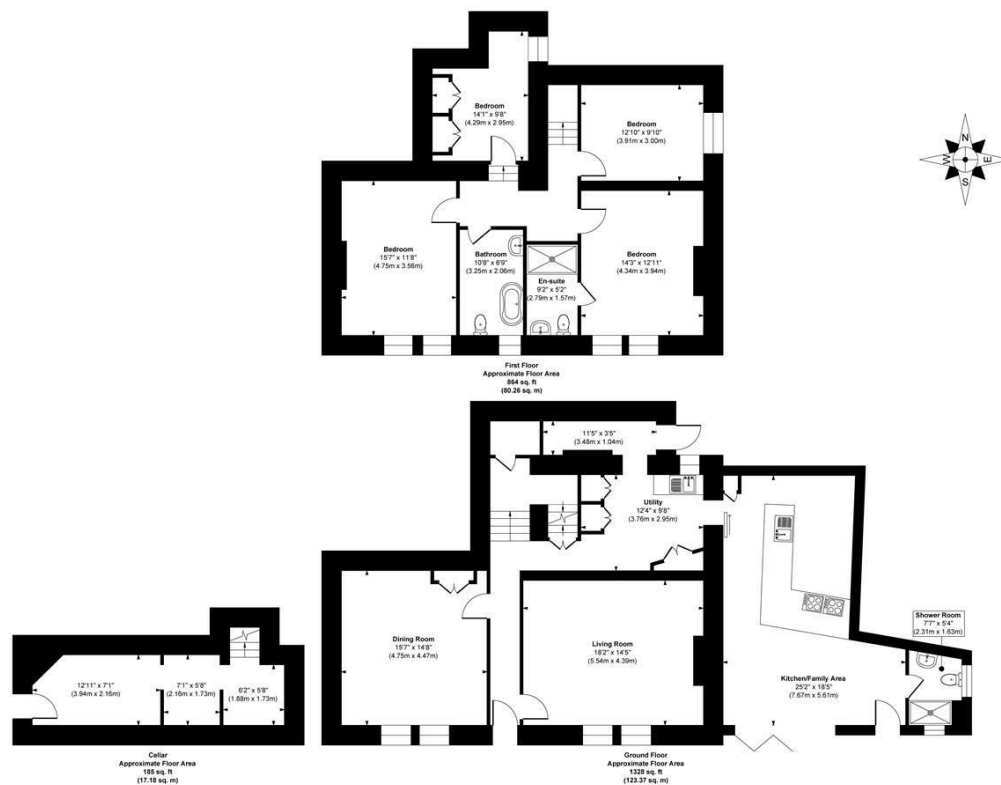 Bedroom
14'1" x 9'8"
(4.29m x 2.95m)
Bedroom
12'10" x 9'10"
(3.91m x 3.00m)
N
W
E
S
Bedroom
15'7" x 11'8"
(4.75m x 3.56m)
Bathroom
10'8" x 6'9"
(3.25m x 2.06m)
En-suite
9'2" x 5'2"
(2.79m x 1.57m)
Bedroom
14'3" x 12'11"
(4.34m x 3.94m)
First Floor
Approximate Floor Area
864 sq. ft
(80.26 sq. m)
11'5" x 3'5"
(3.48m x 1.04m)
Utility
12'4" x 9'8"
(3.76m x 2.95m)
Shower Room
7'7" x 5'4"
(2.31m x 1.63m)
Dining Room
15'7" x 14'8"
(4.75m x 4.47m)
Living Room
18'2" x 14'5"
(5.54m x 4.39m)
Kitchen/Family Area
25'2" x 18'5"
(7.67m x 5.61m)
12'11" x 7'1"
(3.94m x 2.16m)
7'1" x 5'8"
(2.16m x 1.73m)
6'2" x 5'8"
(1.88m x 1.73m)
Cellar
Approximate Floor Area
185 sq. ft
(17.18 sq. m)
Ground Floor
Approximate Floor Area
1328 sq. ft
(123.37 sq. m)